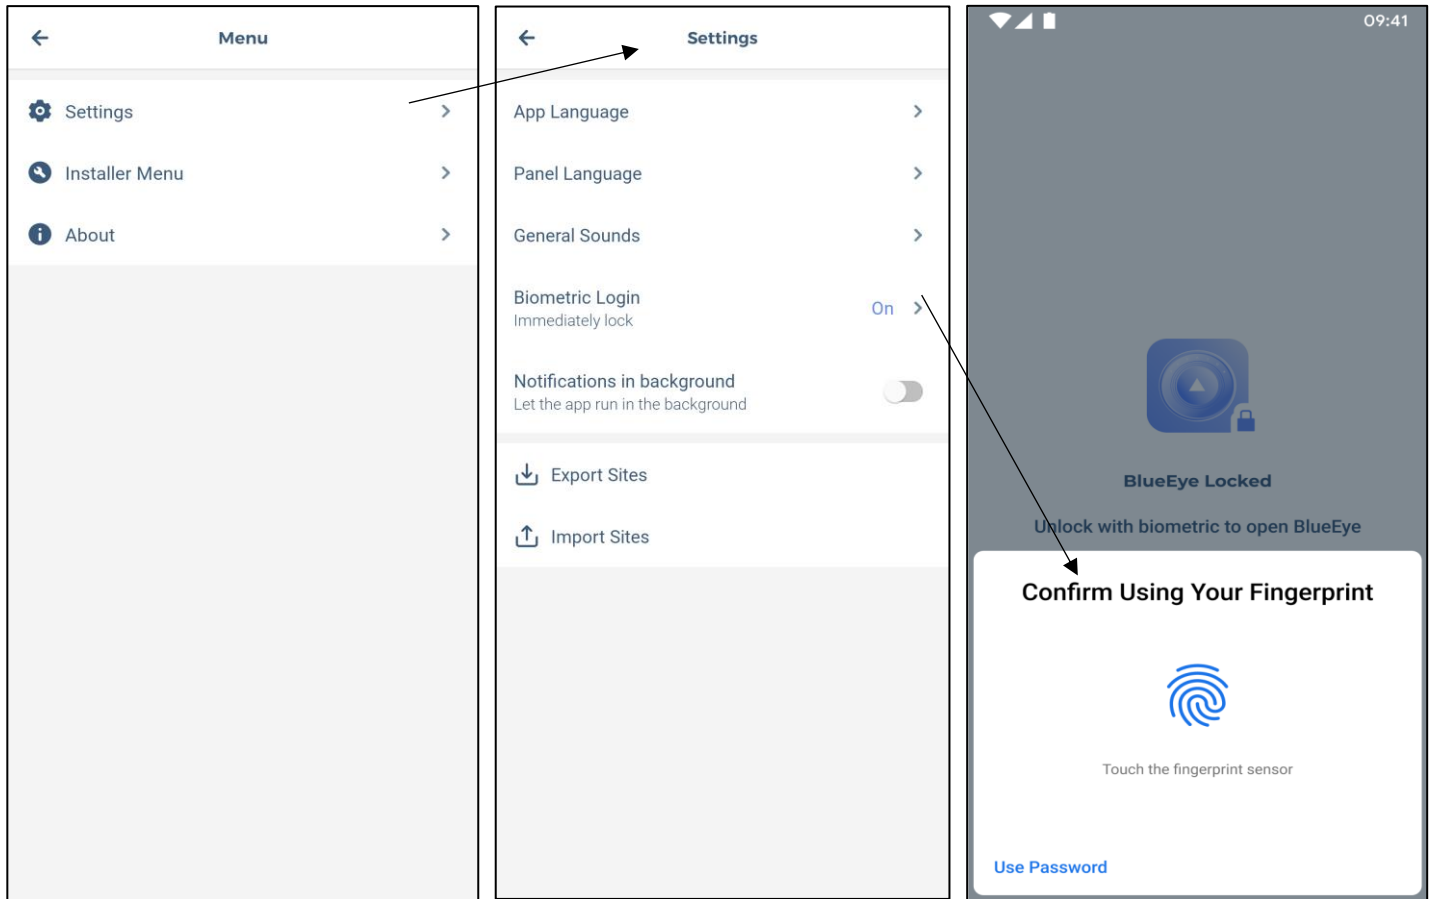 Menu
Settings
Installer Menu
About
Settings
App Language
Panel Language
General Sounds
Biometric Login
Immediately lock
On
Notifications in background
Let the app run in the background
Export Sites
Import Sites
09:41
BlueEye Locked
Unlock with biometric to open BlueEye
Confirm Using Your Fingerprint
Touch the fingerprint sensor
Use Password